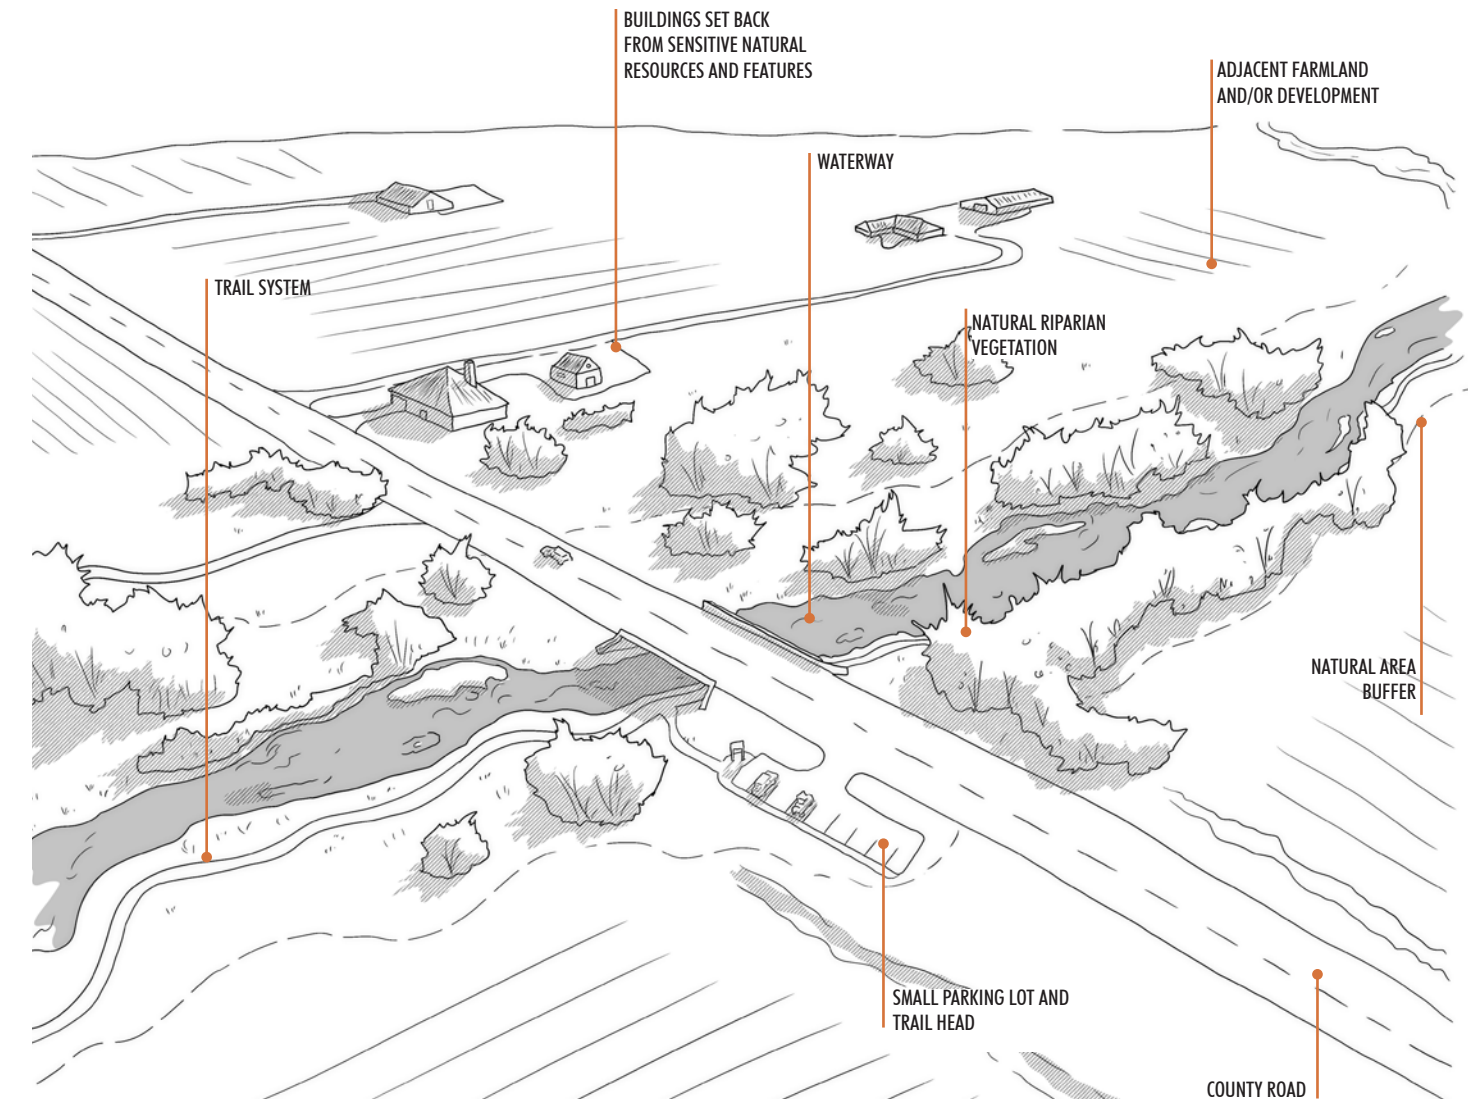 BUILDINGS SET BACK
FROM SENSITIVE NATURAL
RESOURCES AND FEATURES
ADJACENT FARMLAND
AND/OR DEVELOPMENT
WATERWAY
TRAIL SYSTEM
NATURAL RIPARIAN
VEGETATION
NATURAL AREA
BUFFER
SMALL PARKING LOT AND
TRAIL HEAD
COUNTY ROAD